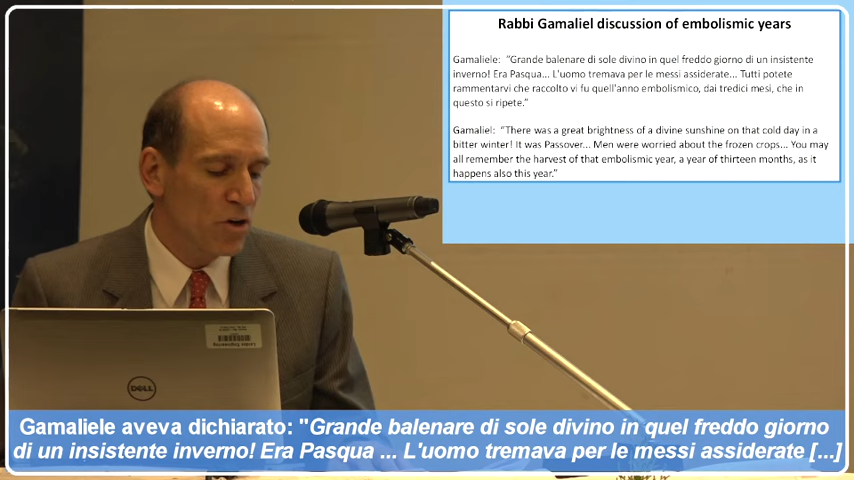 Rabbi Gamaliel discussion of embolismic years
Gamaliele: “Grande balenare di sole divino in quel freddo giorno di un insistente
inverno! Era Pasqua... L'uomo tremava per le messi assiderate... Tutti potete
rammentarvi che raccolto vi fu quell'anno embolismico, dai tredici mesi, che in
questo si ripete.”
Gamaliel: “There was a great brightness of a divine sunshine on that cold day in a
bitter winter! It was Passover... Men were worried about the frozen crops... You may
all remember the harvest of that embolismic year, a year of thirteen months, as it
happens also this year.”
DELL
Gamaliele aveva dichiarato: "Grande balenare di sole divino in quel freddo giorno
di un insistente inverno! Era Pasqua ... L'uomo tremava per le messi assiderate [...]